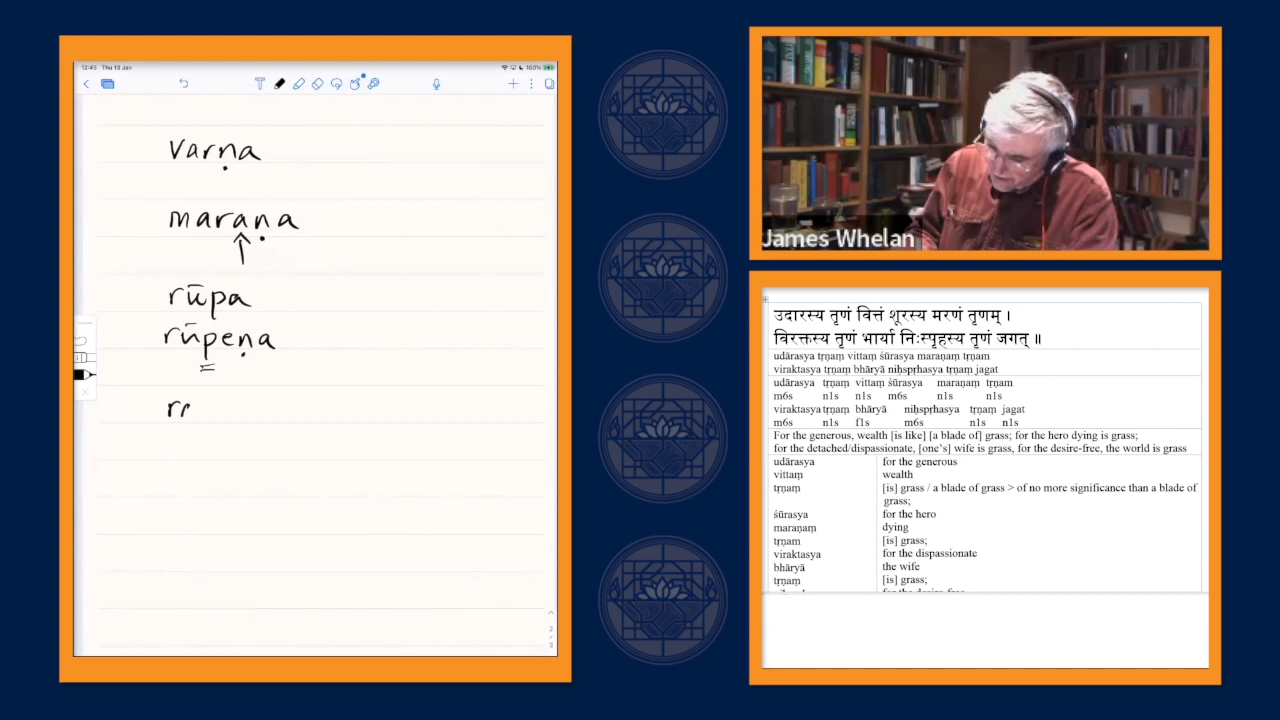 12:45 Thu 13 Jan
100%
varṇa
maraṇa
rūpa
rūpeṇa
2
3
James Whelan
उदारस्य तृणं वित्तं शूरस्य मरणं तृणम् ।
विरक्तस्य तृणं भार्या निःस्पृहस्य तृणं जगत् ॥
udārasya tṛṇaṃ vittaṃ śūrasya maraṇaṃ tṛṇam
viraktasya tṛṇaṃ bhāryā niḥspṛhasya tṛṇaṃ jagat
udārasya tṛṇaṃ vittaṃ śūrasya maraṇaṃ tṛṇam
m6s n1s n1s m6s n1s n1s
viraktasya tṛṇaṃ bhāryā niḥspṛhasya tṛṇaṃ jagat
m6s n1s f1s m6s n1s n1s
For the generous, wealth [is like] [a blade of] grass; for the hero dying is grass;
for the detached/dispassionate, [one's] wife is grass, for the desire-free, the world is grass
udārasya for the generous
vittaṃ wealth
tṛṇaṃ [is] grass / a blade of grass > of no more significance than a blade of
grass;
śūrasya for the hero
maraṇaṃ dying
tṛṇam [is] grass;
viraktasya for the dispassionate
bhāryā the wife
tṛṇaṃ [is] grass;